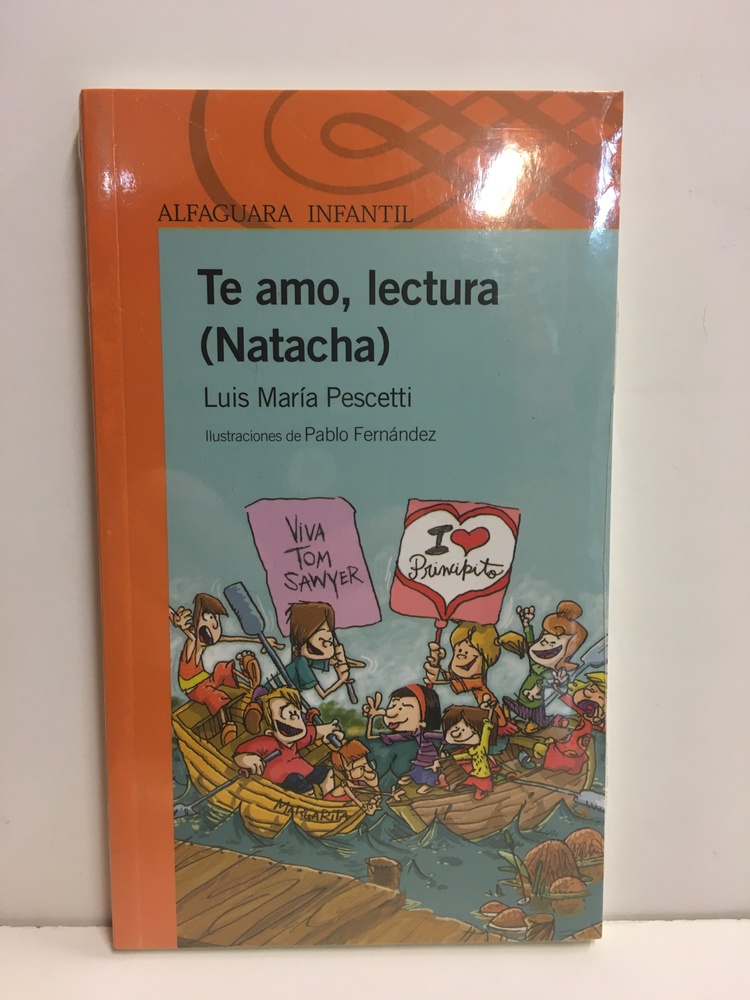 ALFAGUARA INFANTIL
Te amo, lectura
(Natacha)
Luis María Pescetti
Ilustraciones de Pablo Fernández
VIVA
TOM
SAWYER
I
Principito
MARGARITA